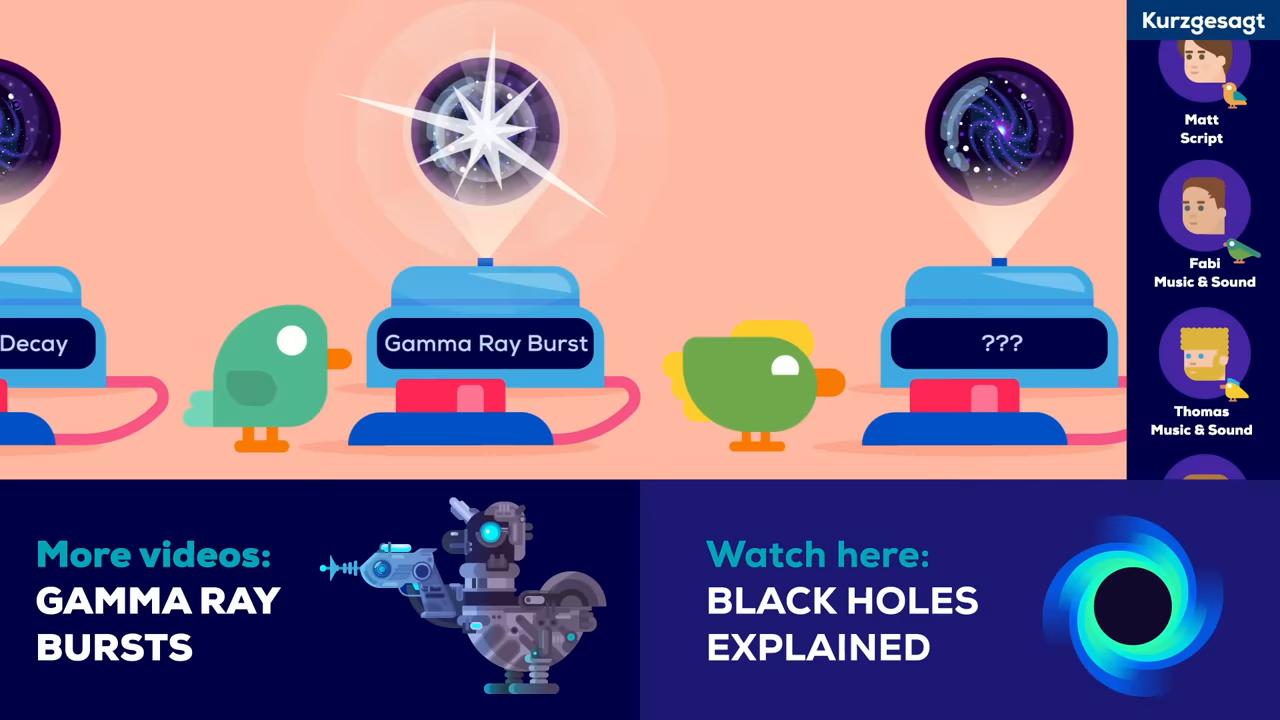 Kurzgesagt
Matt
Script
Fabi
Music & Sound
Thomas
Music & Sound
Decay
Gamma Ray Burst
???
More videos:
GAMMA RAY
BURSTS
Watch here:
BLACK HOLES
EXPLAINED